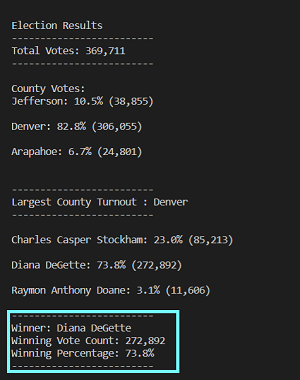 Election Results
-------------------------
Total Votes: 369,711
-------------------------
County Votes:
Jefferson: 10.5% (38,855)
Denver: 82.8% (306,055)
Arapahoe: 6.7% (24,801)
-------------------------
Largest County Turnout : Denver
-------------------------
Charles Casper Stockham: 23.0% (85,213)
Diana DeGette: 73.8% (272,892)
Raymon Anthony Doane: 3.1% (11,606)
-------------------------
Winner: Diana DeGette
Winning Vote Count: 272,892
Winning Percentage: 73.8%
-------------------------